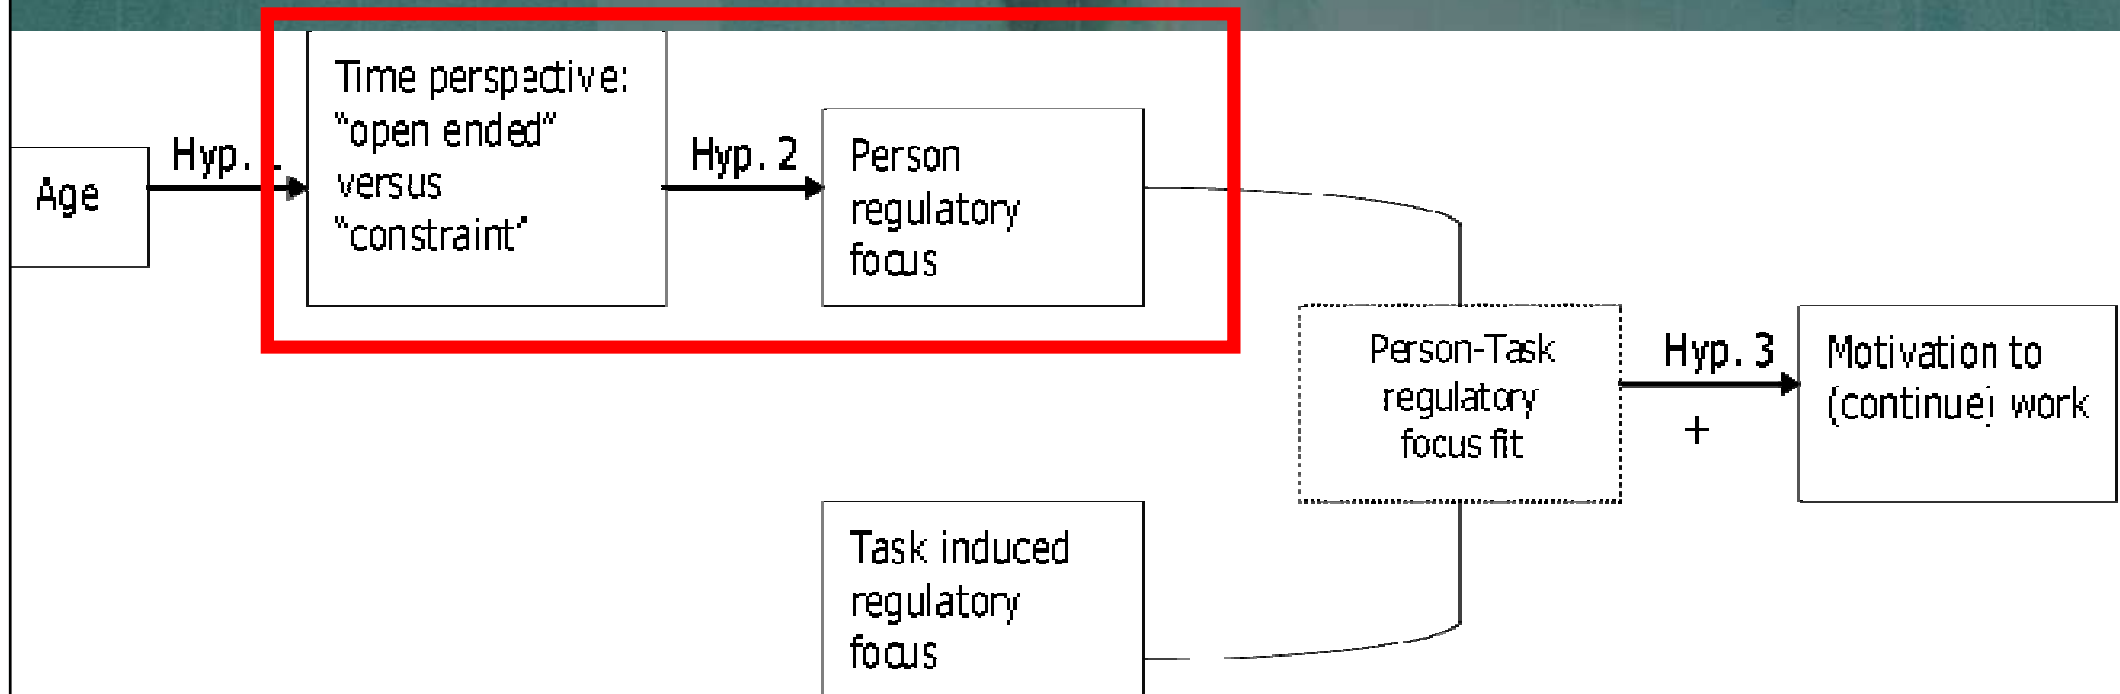 Time perspective:
"open ended"
versus
"constraint"
Age
Hyp.
Hyp. 2
Person
regulatory
focus
Person-Task
regulatory
focus fit
Hyp. 3
+
Motivation to
(continue) work
Task induced
regulatory
focus